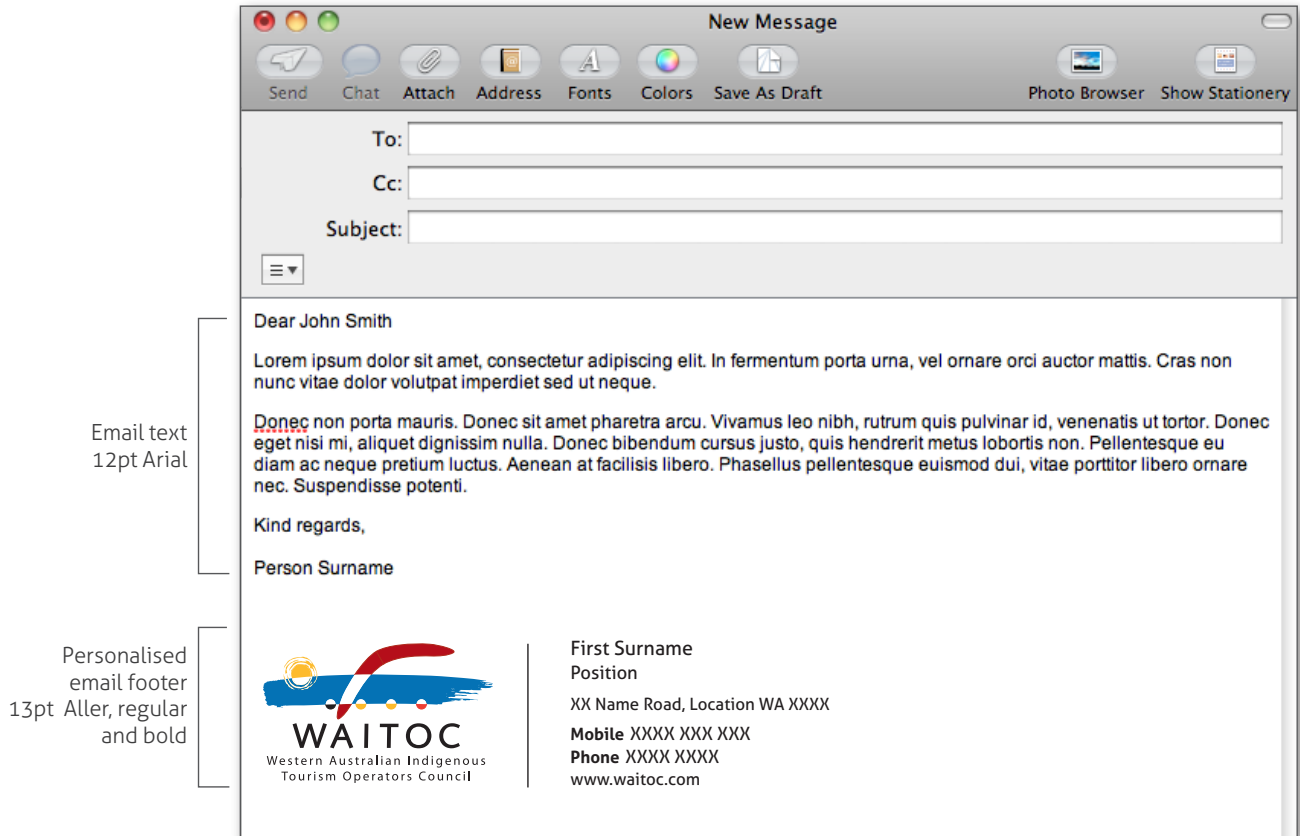 New Message
Send Chat Attach Address Fonts Colors Save As Draft Photo Browser Show Stationery
To:
Cc:
Subject:
Dear John Smith
Lorem ipsum dolor sit amet, consectetur adipiscing elit. In fermentum porta urna, vel ornare orci auctor mattis. Cras non
nunc vitae dolor volutpat imperdiet sed ut neque.
Donec non porta mauris. Donec sit amet pharetra arcu. Vivamus leo nibh, rutrum quis pulvinar id, venenatis ut tortor. Donec
eget nisi mi, aliquet dignissim nulla. Donec bibendum cursus justo, quis hendrerit metus lobortis non. Pellentesque eu
diam ac neque pretium luctus. Aenean at facilisis libero. Phasellus pellentesque euismod dui, vitae porttitor libero ornare
nec. Suspendisse potenti.
Kind regards,
Person Surname
Email text
12pt Arial
Personalised
email footer
13pt Aller, regular
and bold
WAITOC
Western Australian Indigenous
Tourism Operators Council
First Surname
Position
XX Name Road, Location WA XXXX
Mobile XXXX XXX XXX
Phone XXXX XXXX
www.waitoc.com